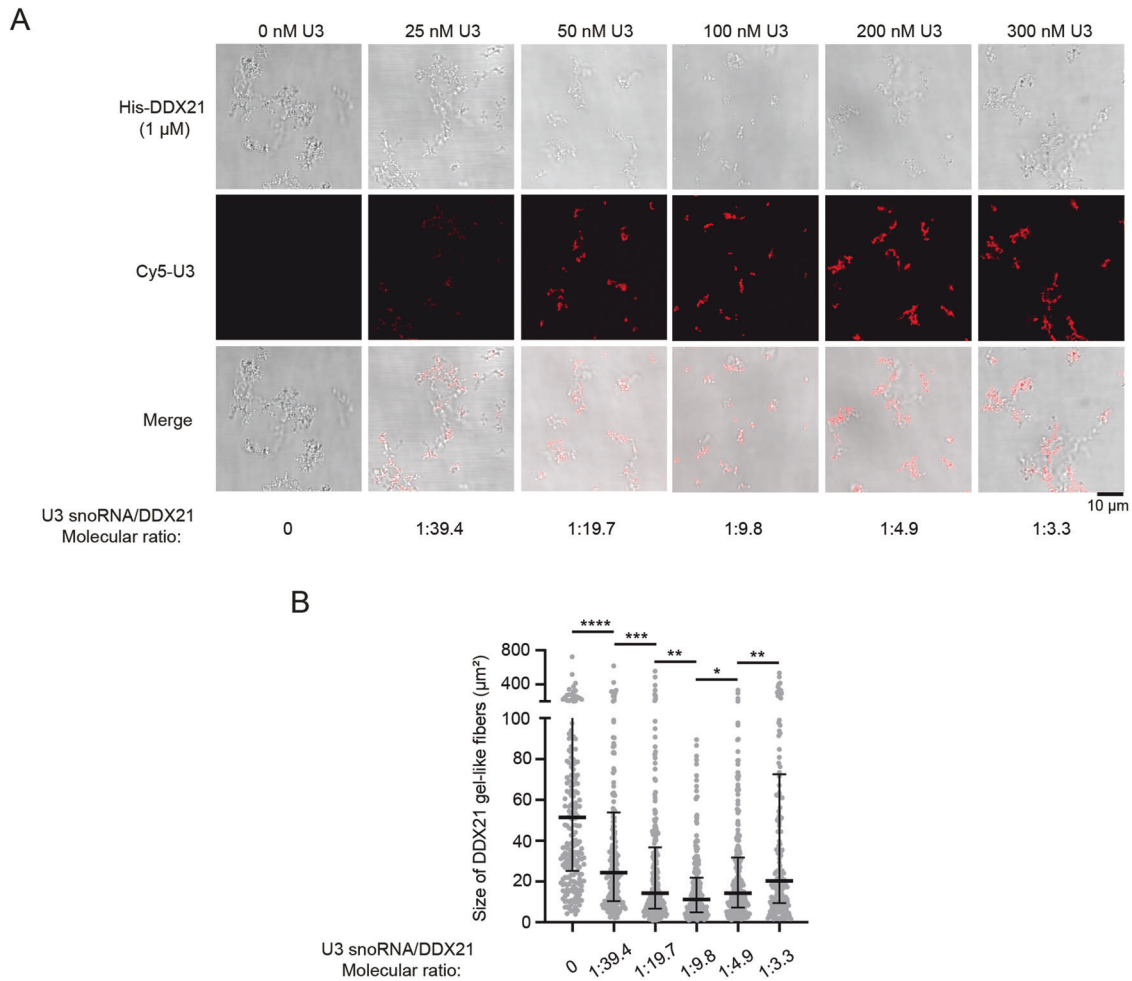 A
0 nM U3 25 nM U3 50 nM U3 100 nM U3 200 nM U3 300 nM U3
His-DDX21
(1 µM)
Cy5-U3
Merge
10 µm
U3 snoRNA/DDX21
Molecular ratio:
0 1:39.4 1:19.7 1:9.8 1:4.9 1:3.3
B
**** *** ** * **
Size of DDX21 gel-like fibers (µm²)
800
400
100
80
60
40
20
0
U3 snoRNA/DDX21
Molecular ratio:
0 1:39.4 1:19.7 1:9.8 1:4.9 1:3.3